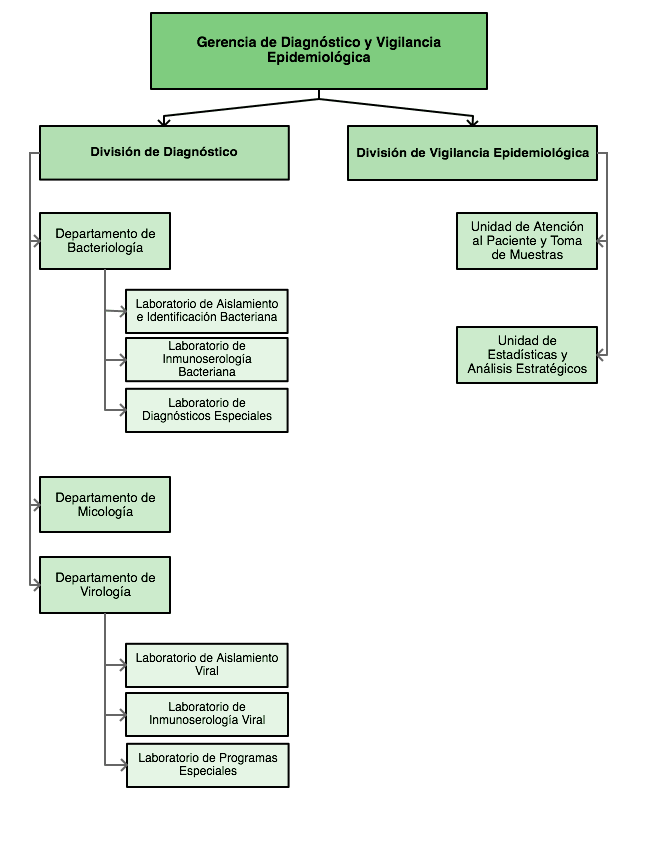 Gerencia de Diagnóstico y Vigilancia
Epidemiológica
División de Diagnóstico
División de Vigilancia Epidemiológica
Departamento de
Bacteriología
Unidad de Atención
al Paciente y Toma
de Muestras
Laboratorio de Aislamiento
e Identificación Bacteriana
Laboratorio de
Inmunoserología
Bacteriana
Unidad de
Estadísticas y
Análisis Estratégicos
Laboratorio de
Diagnósticos Especiales
Departamento de
Micología
Departamento de
Virología
Laboratorio de Aislamiento
Viral
Laboratorio de
Inmunoserología Viral
Laboratorio de Programas
Especiales